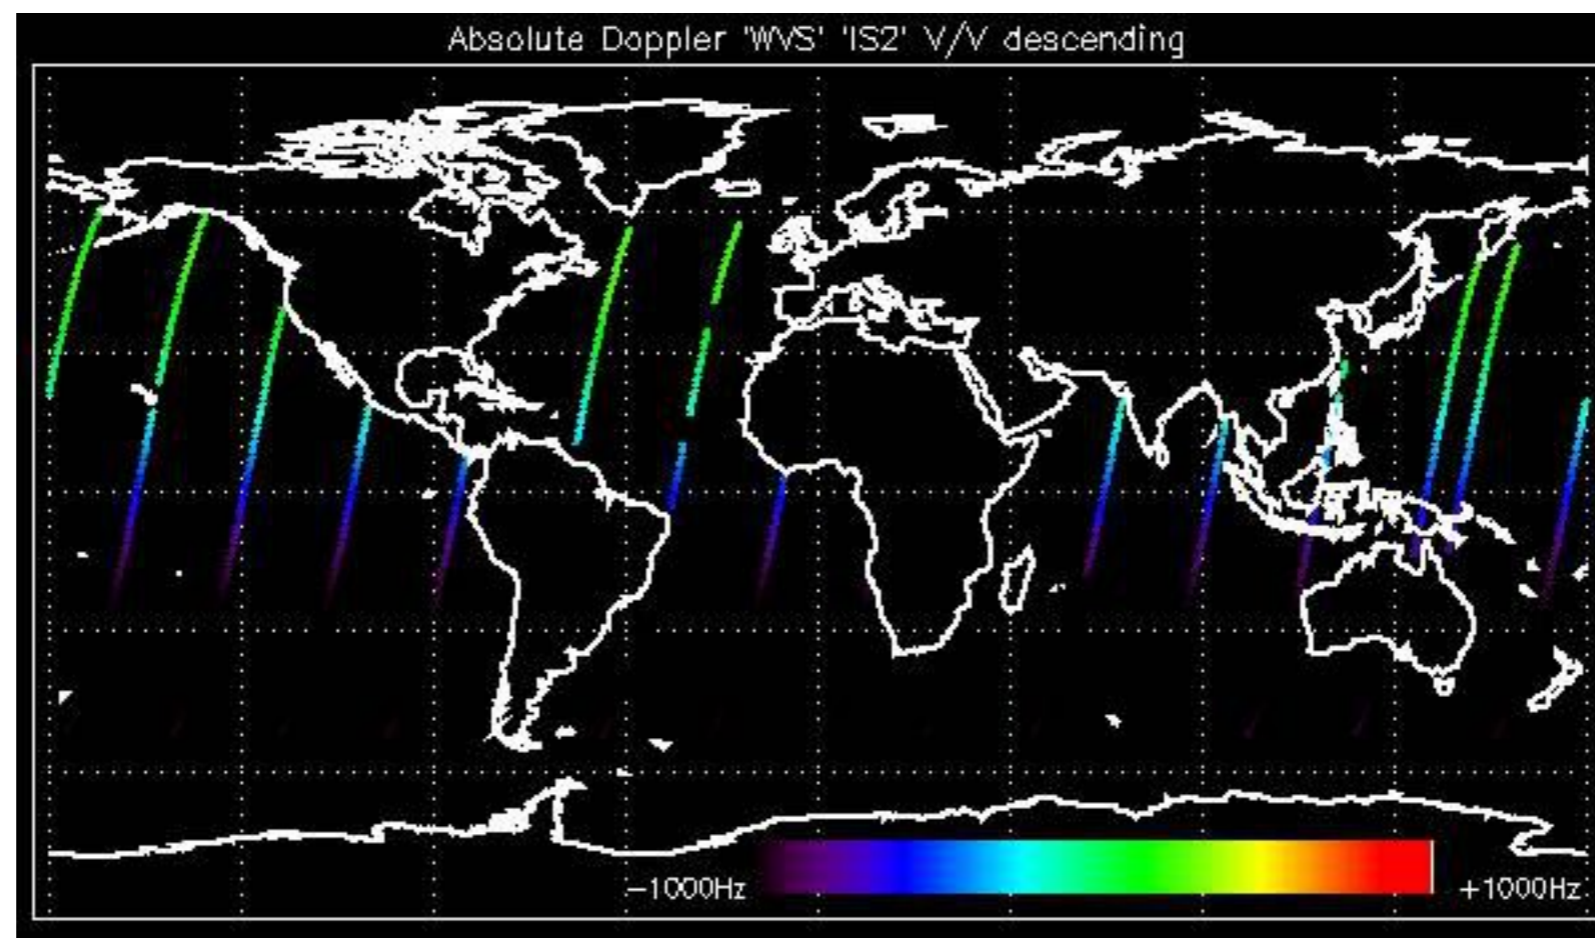 Absolute Doppler 'WVS' 'IS2' V/V descending
−1000Hz
+1000Hz